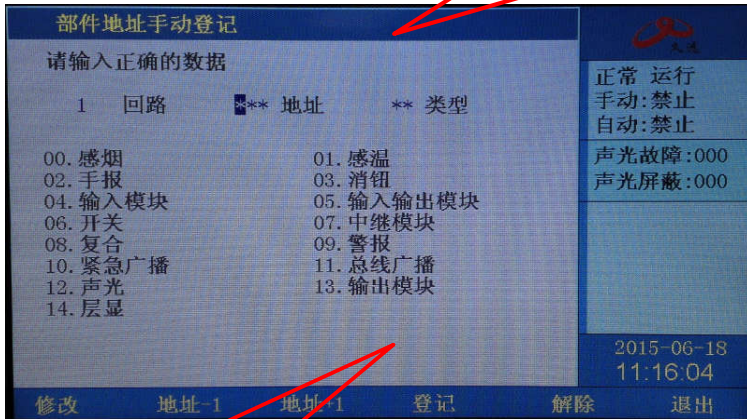 部件地址手动登记
请输入正确的数据
1 回路 *** 地址 ** 类型
00.感烟 01.感温
02.手报 03.消钮
04.输入模块 05.输入输出模块
06.开关 07.中继模块
08.复合 09.警报
10.紧急广播 11.总线广播
12.声光 13.输出模块
14.层显
正常 运行
手动:禁止
自动:禁止
声光故障:000
声光屏蔽:000
2015-06-18
11:16:04
修改 地址-1 地址+1 登记 解除 退出